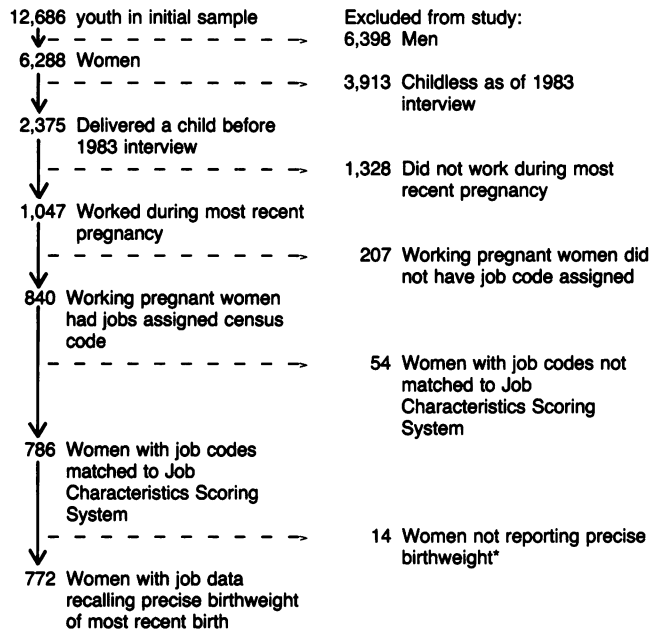 12,686 youth in initial sample
Excluded from study:
6,398 Men
6,288 Women
3,913 Childless as of 1983
interview
2,375 Delivered a child before
1983 interview
1,328 Did not work during most
recent pregnancy
1,047 Worked during most recent
pregnancy
207 Working pregnant women did
not have job code assigned
840 Working pregnant women
had jobs assigned census
code
54 Women with job codes not
matched to Job
Characteristics Scoring
System
786 Women with job codes
matched to Job
Characteristics Scoring
System
14 Women not reporting precise
birthweight*
772 Women with job data
recalling precise birthweight
of most recent birth